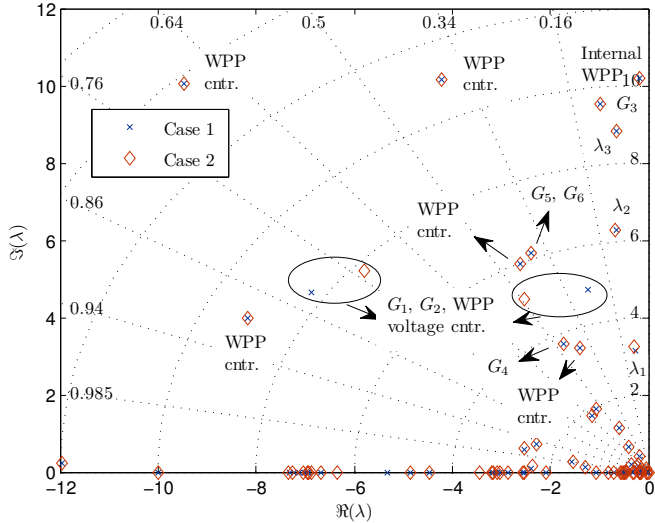 0.64 0.5 0.34 0.16
12
Internal
WPP 10
WPP
cntr.
WPP
cntr.
0.76
10
G3
Case 1
Case 2
λ3
8
8
0.86
G5, G6
WPP
cntr.
λ2
6
6
ℑ(λ)
G1, G2, WPP
voltage cntr.
0.94
4
4
WPP
cntr.
G4
λ1
WPP
cntr.
2
2
0.985
0
−12 −10 −8 −6 −4 −2 0
ℜ(λ)